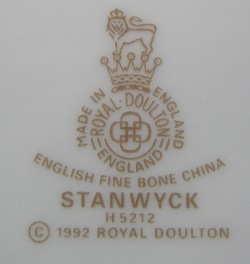 MADE IN ENGLAND
ROYAL·DOULTON
ENGLAND
ENGLISH FINE BONE CHINA
STANWYCK
H 5212
© 1992 ROYAL DOULTON